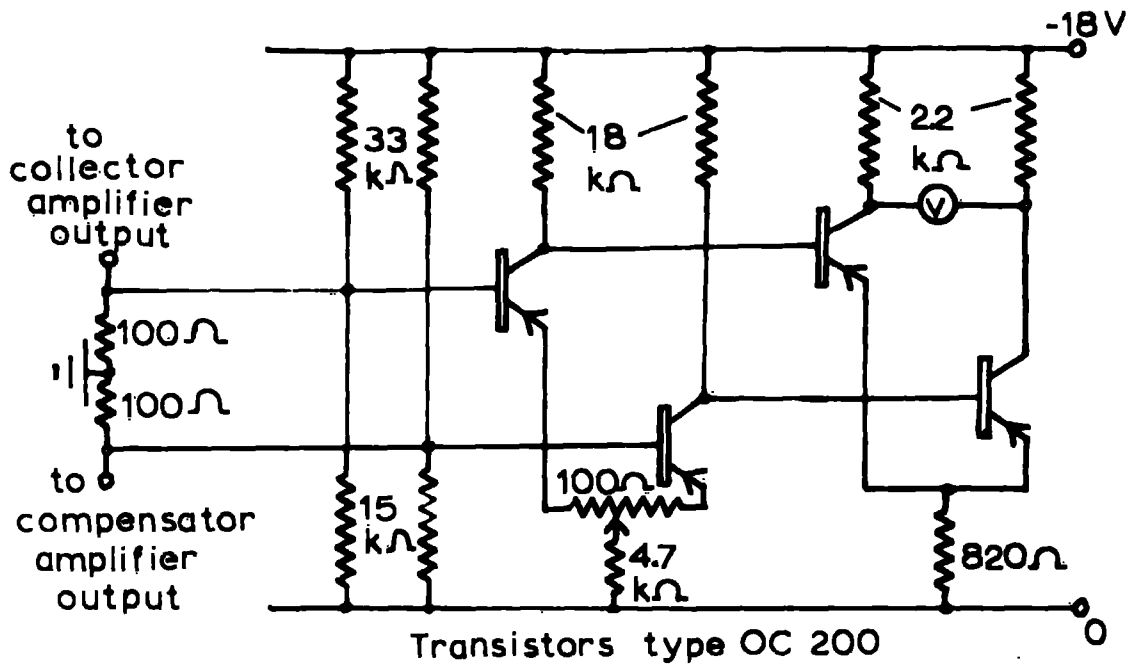 -18V
to
collector
amplifier
output
33
kΩ
18
kΩ
2.2
kΩ
V
100Ω
100Ω
to
compensator
amplifier
output
15
kΩ
100Ω
4.7
kΩ
820Ω
0
Transistors type OC 200